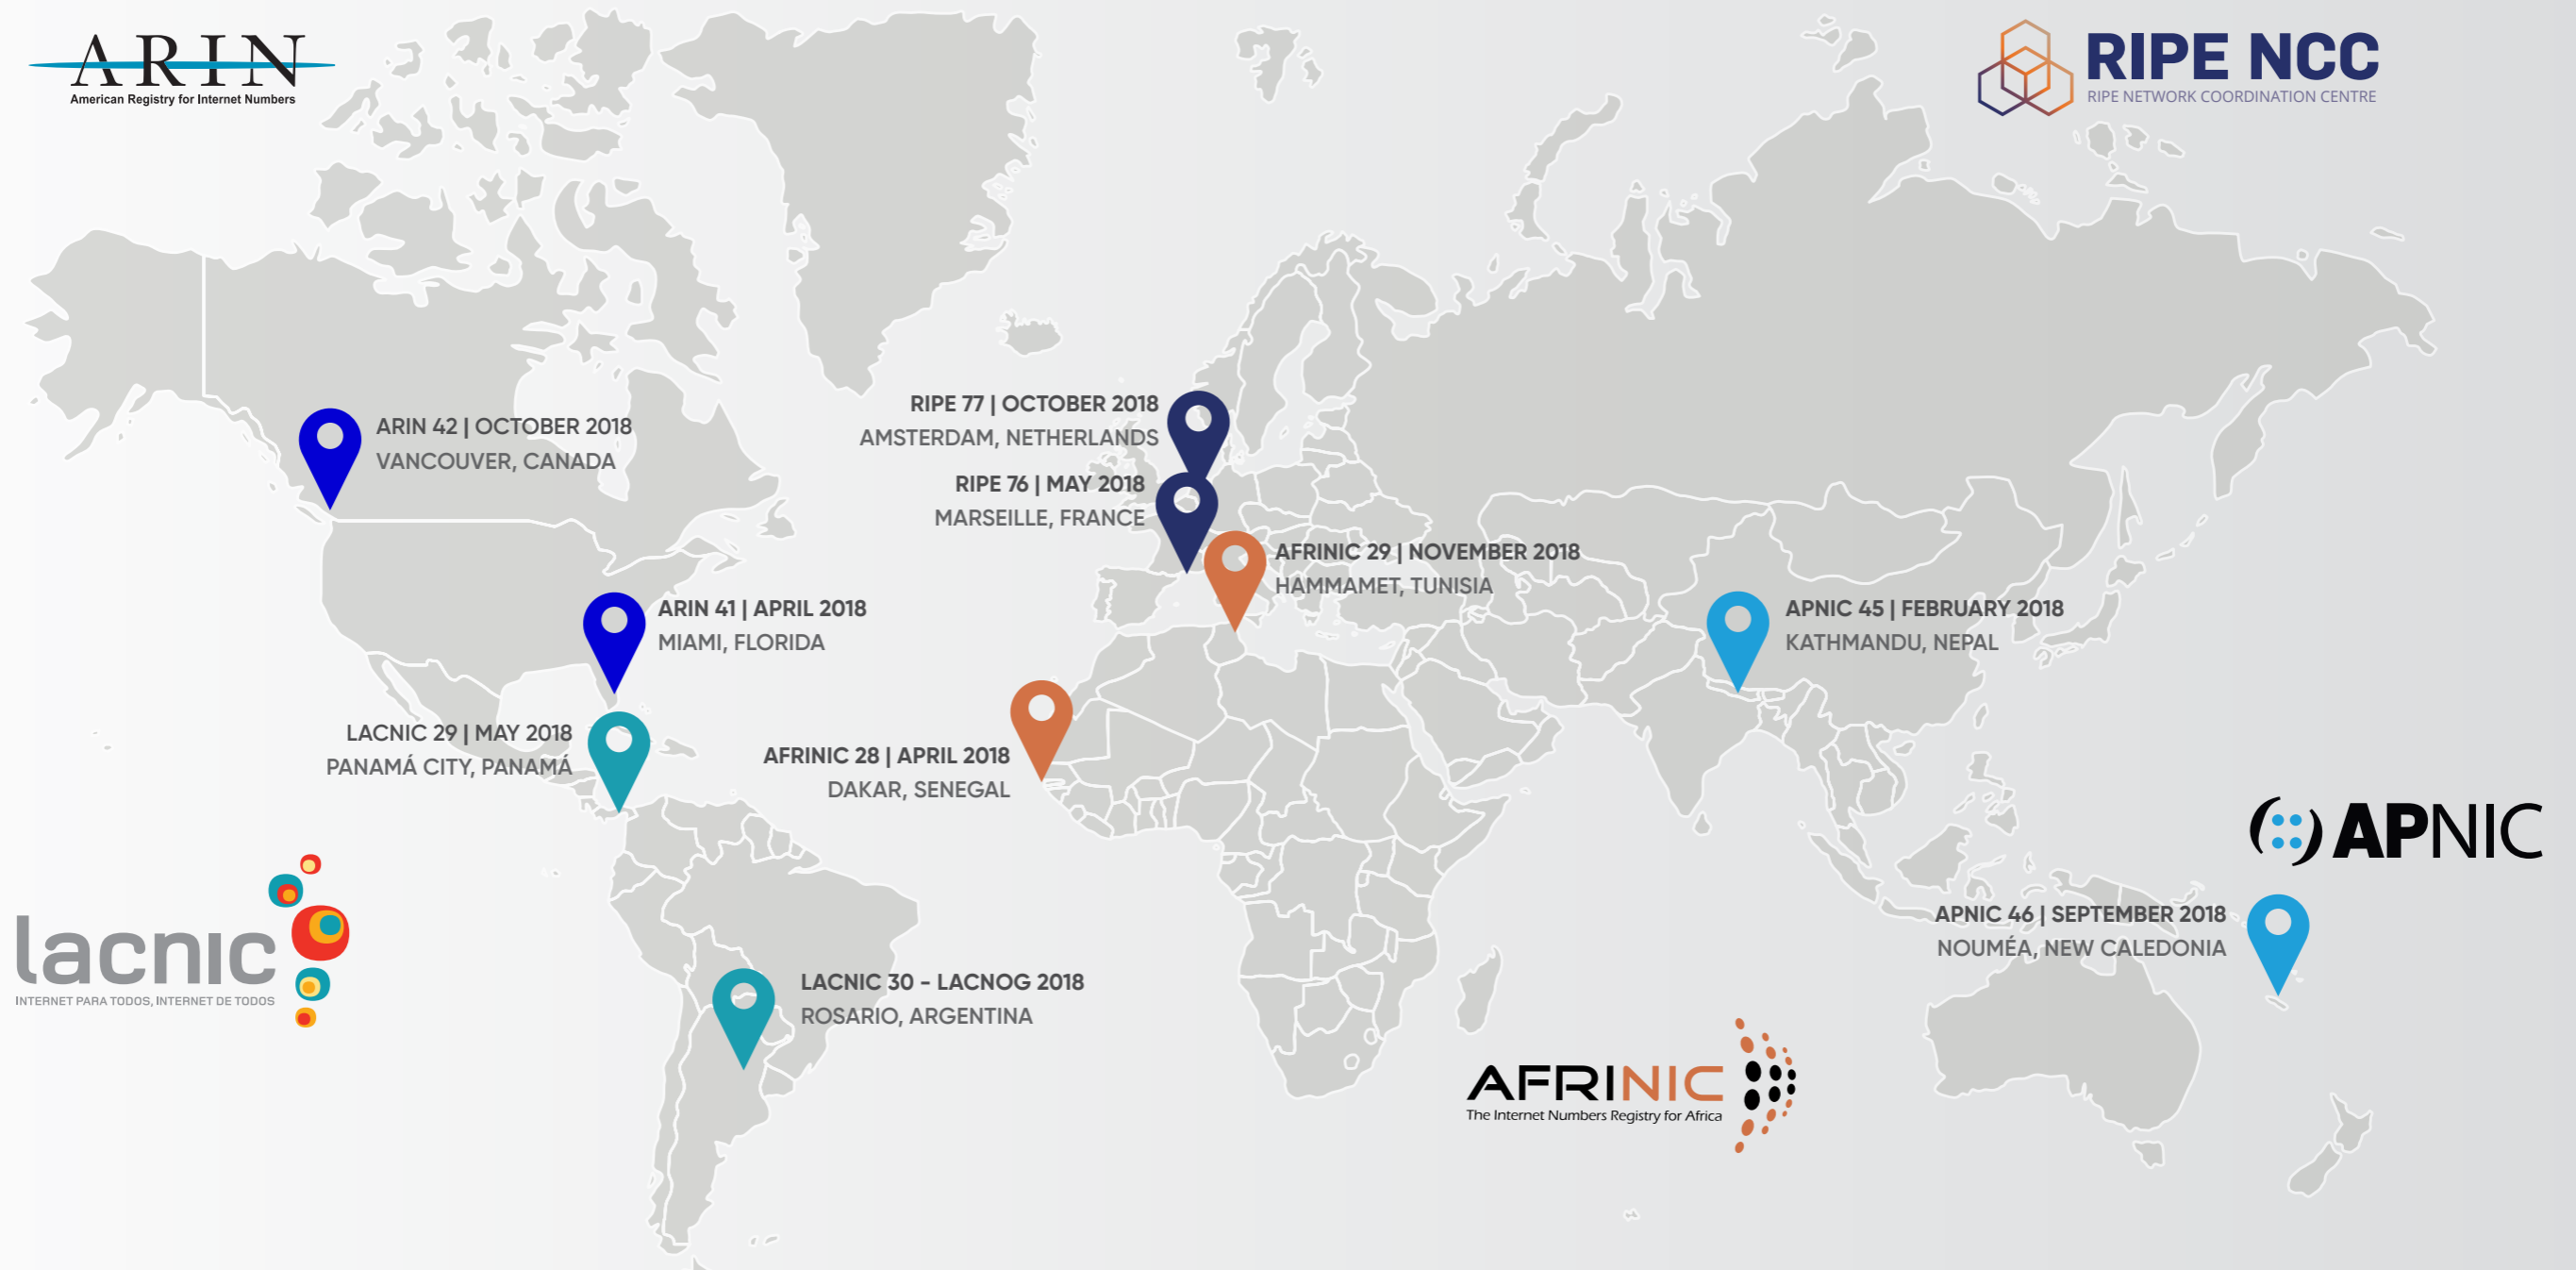 ARIN
American Registry for Internet Numbers
RIPE NCC
RIPE NETWORK COORDINATION CENTRE
RIPE 77 | OCTOBER 2018
AMSTERDAM, NETHERLANDS
ARIN 42 | OCTOBER 2018
VANCOUVER, CANADA
RIPE 76 | MAY 2018
MARSEILLE, FRANCE
AFRINIC 29 | NOVEMBER 2018
HAMMAMET, TUNISIA
ARIN 41 | APRIL 2018
MIAMI, FLORIDA
APNIC 45 | FEBRUARY 2018
KATHMANDU, NEPAL
LACNIC 29 | MAY 2018
PANAMÁ CITY, PANAMÁ
AFRINIC 28 | APRIL 2018
DAKAR, SENEGAL
APNIC
lacnic
INTERNET PARA TODOS, INTERNET DE TODOS
APNIC 46 | SEPTEMBER 2018
NOUMÉA, NEW CALEDONIA
LACNIC 30 - LACNOG 2018
ROSARIO, ARGENTINA
AFRINIC
The Internet Numbers Registry for Africa